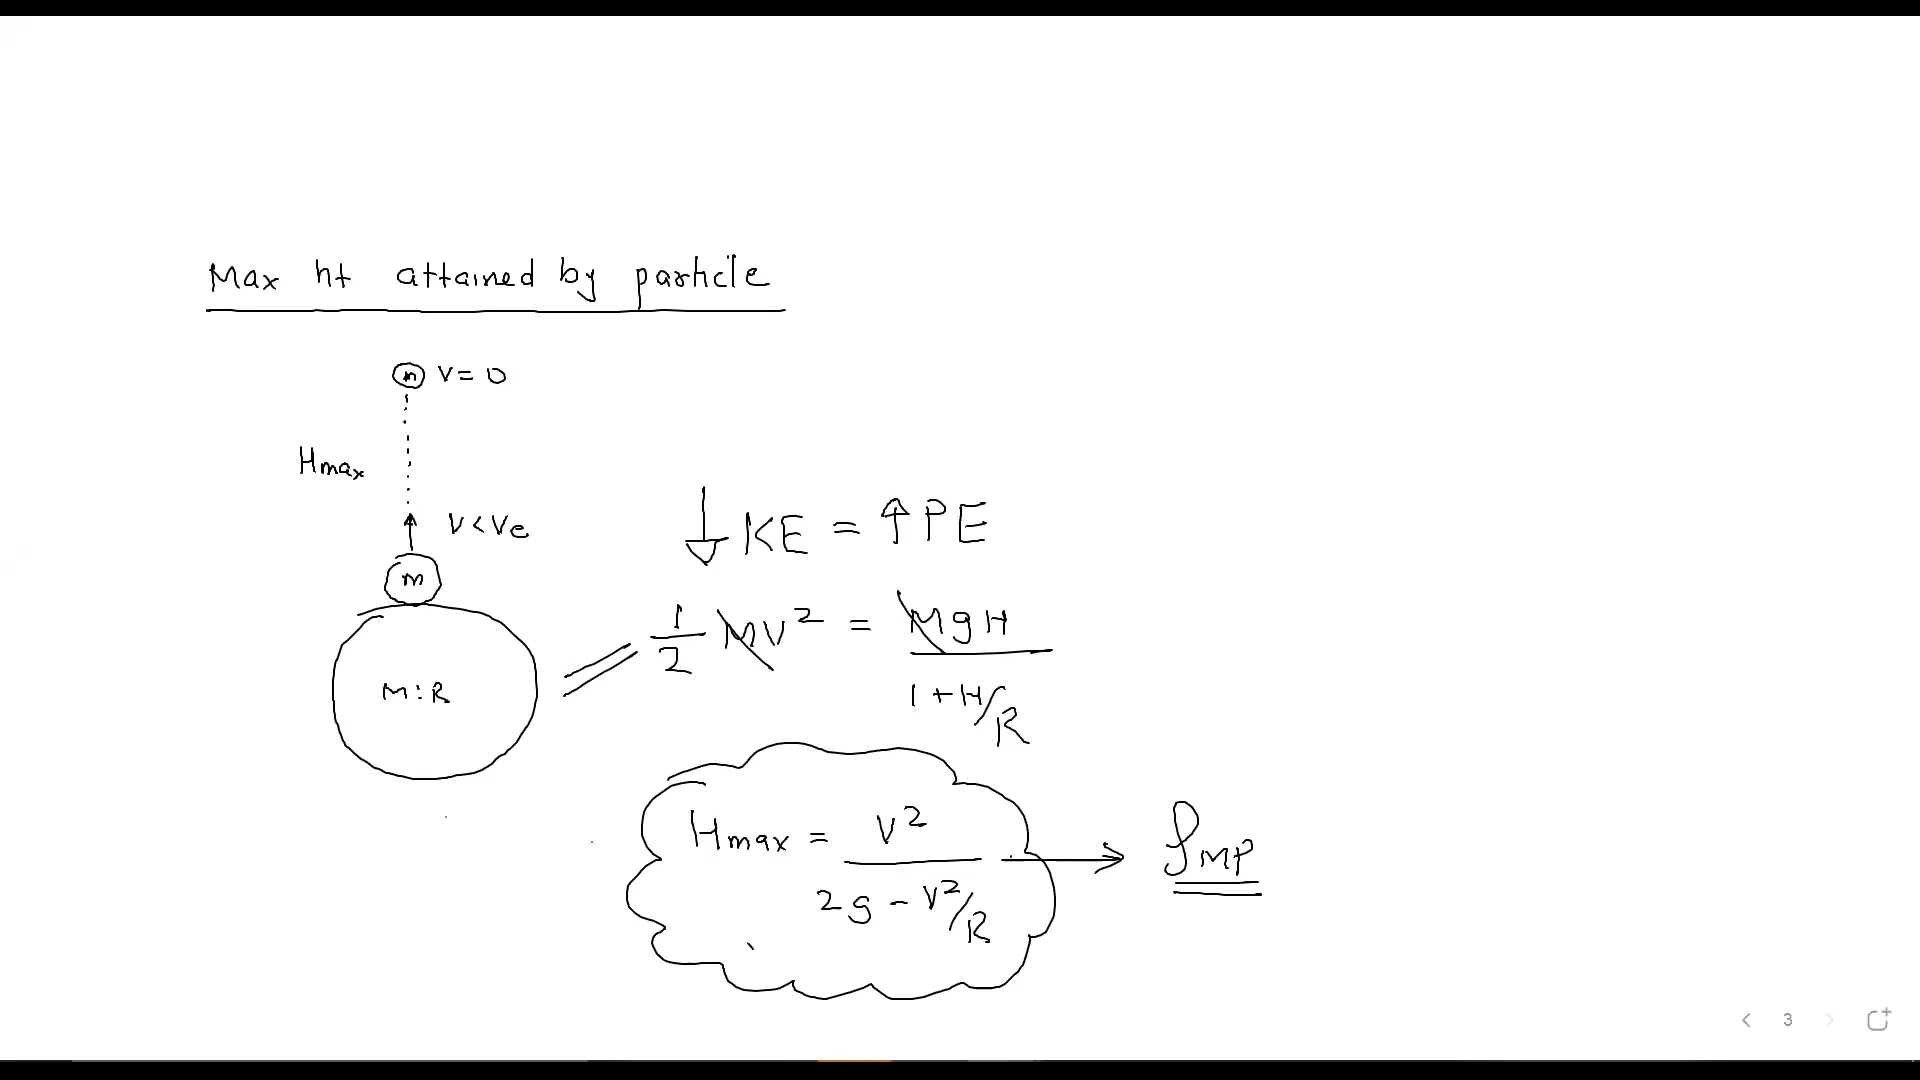 Max ht attained by particle
m V = 0
Hmax
V < Ve
↓ KE = ↑ PE
m
1/2 MV² = MgH / 1 + H/R
M : R
Hmax = V² / 2g - V²/R → IMP
3